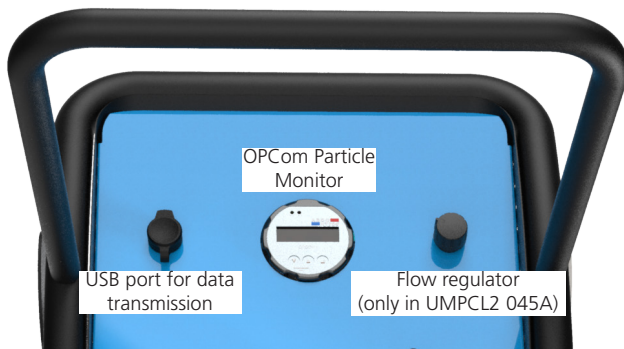 OPCom Particle
Monitor
USB port for data
transmission
Flow regulator
(only in UMPCL2 045A)